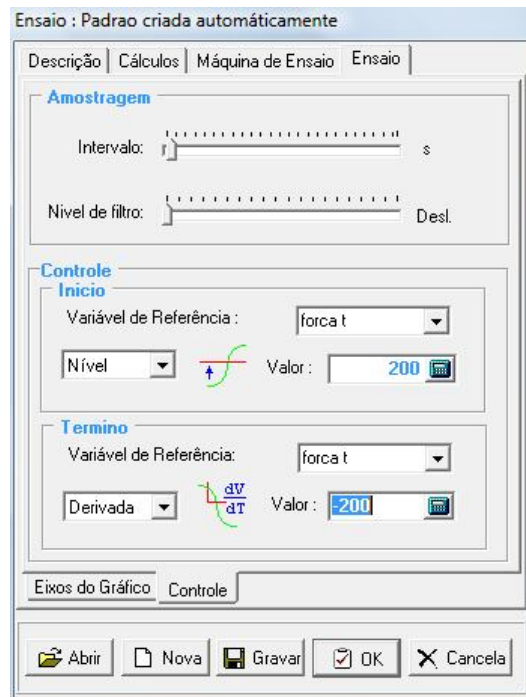 Ensaio : Padrao criada automáticamente
Descrição Cálculos Máquina de Ensaio Ensaio
Amostragem
Intervalo: s
Nivel de filtro: Desl.
Controle
Inicio
Variável de Referência : forca t
Nível Valor : 200
Termino
Variável de Referência: forca t
Derivada dV/dT Valor : -200
Eixos do Gráfico Controle
Abrir Nova Gravar OK Cancela